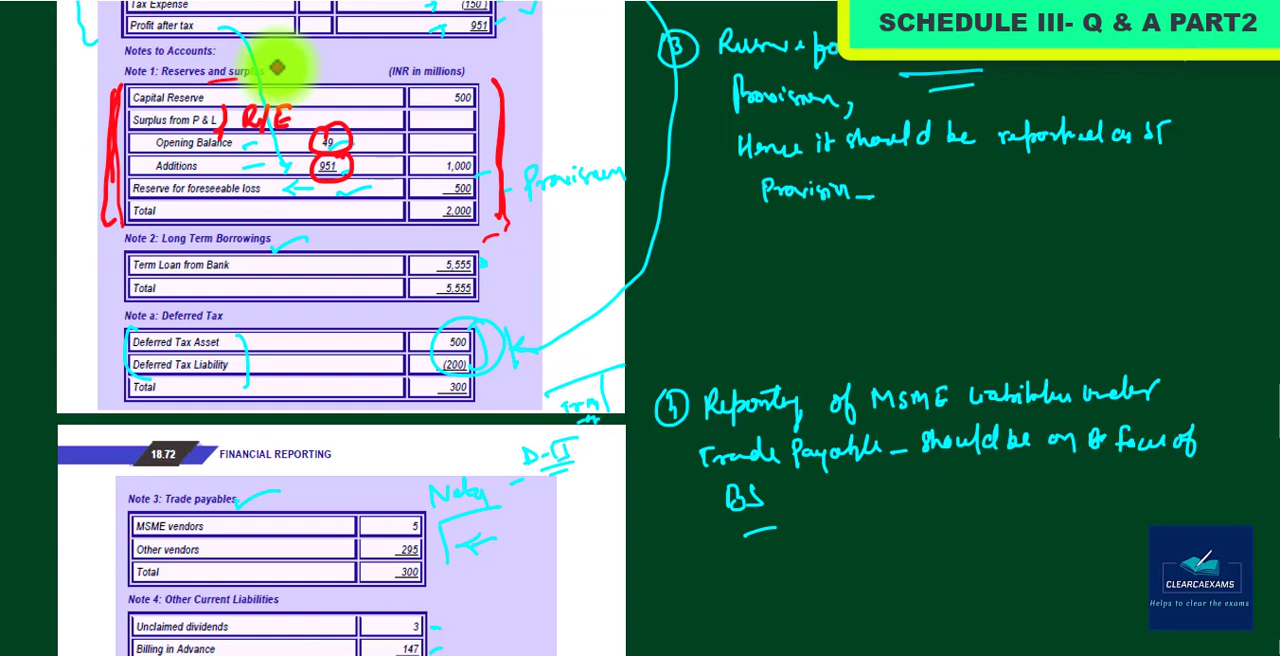 SCHEDULE III- Q & A PART2
Tax Expense (150)
Profit after tax 951
Notes to Accounts:
Note 1: Reserves and surplus (INR in millions)
Capital Reserve 500
Surplus from P & L } R/E
Opening Balance 49
Additions 951 1,000
Reserve for foreseeable loss 500 - Provision
Total 2,000
Note 2: Long Term Borrowings
Term Loan from Bank 5,555
Total 5,555
Note a: Deferred Tax
Deferred Tax Asset 500
Deferred Tax Liability (200)
Total 300
18.72 FINANCIAL REPORTING
D-II
Note 3: Trade payables Notes
MSME vendors 5
Other vendors 295
Total 300
Note 4: Other Current Liabilities
Unclaimed dividends 3
Billing in Advance 147
③
Provision,
Hence it should be reported as ST
Provision
④ Reporting of MSME liabilities under
Trade Payable - should be on face of
BS
CLEARCAEXAMS
Helps to clear the exams